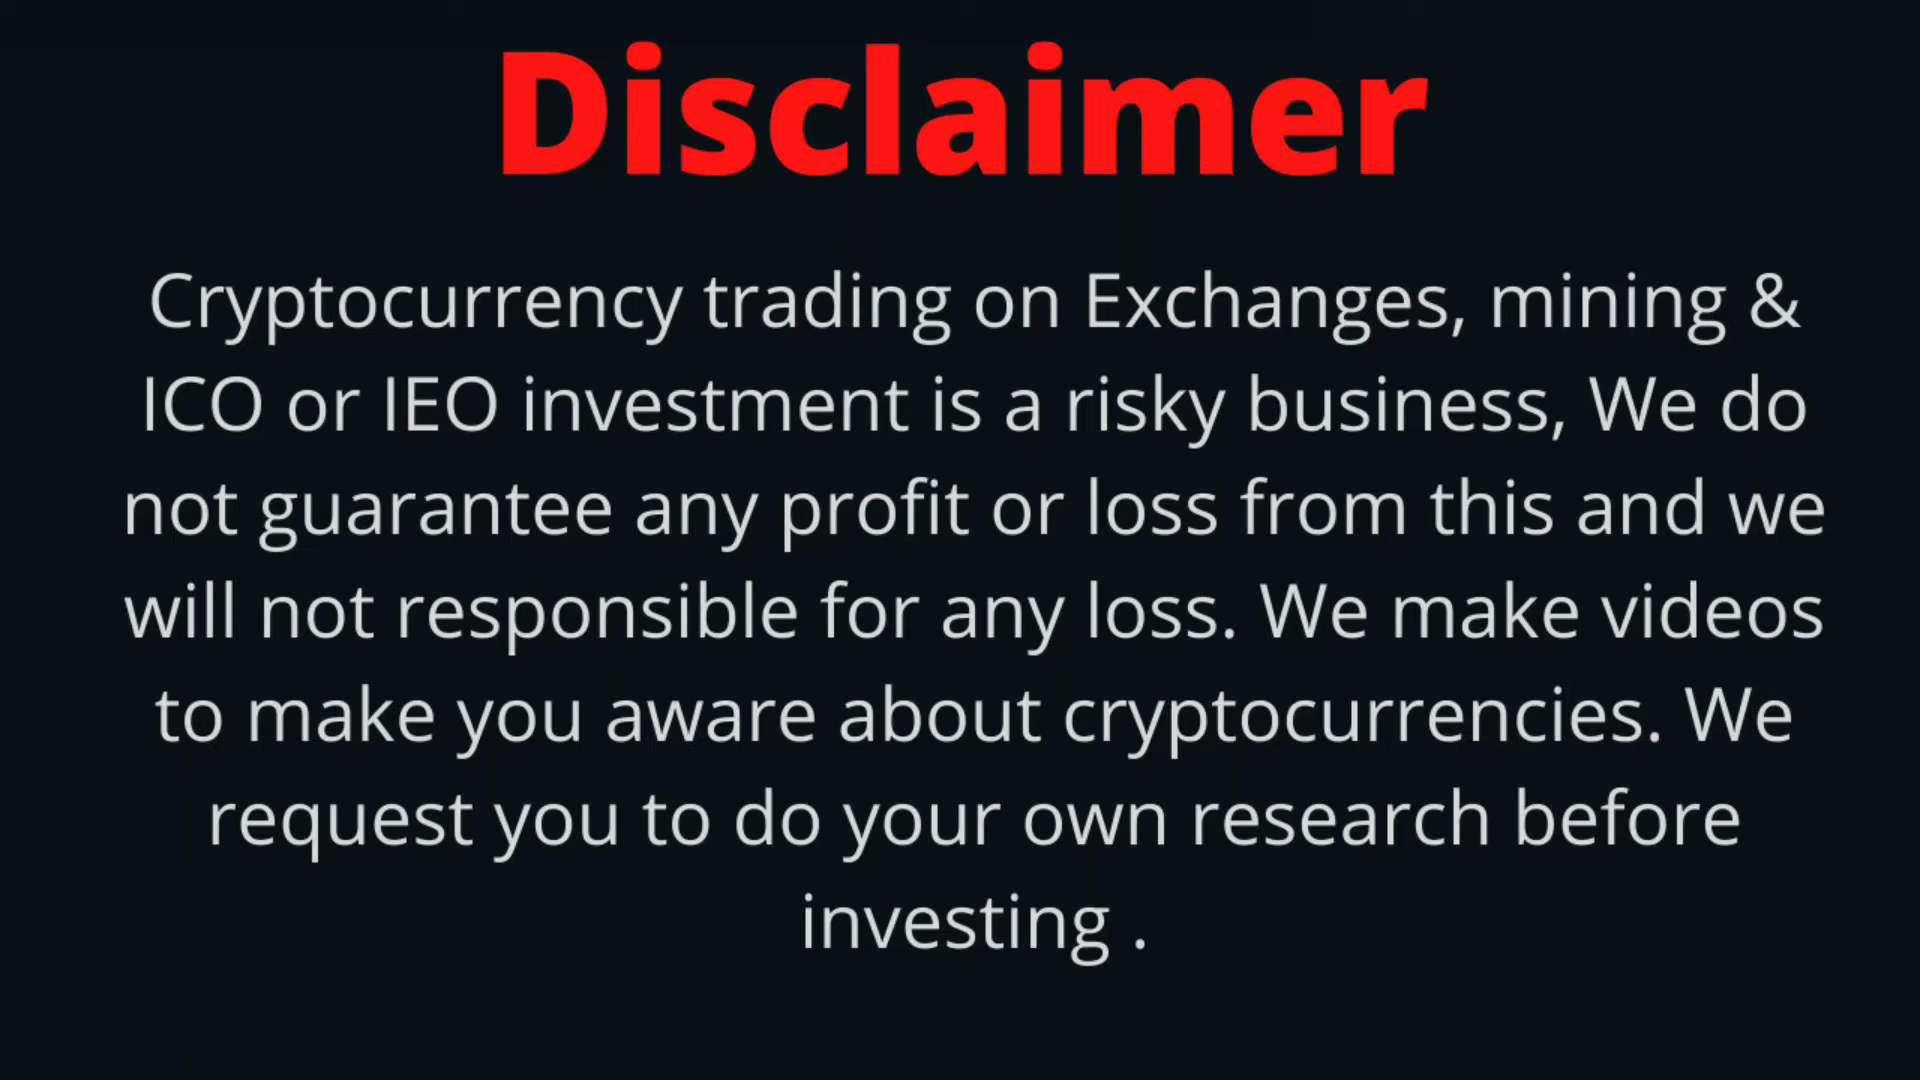 Disclaimer
Cryptocurrency trading on Exchanges, mining &
ICO or IEO investment is a risky business, We do
not guarantee any profit or loss from this and we
will not responsible for any loss. We make videos
to make you aware about cryptocurrencies. We
request you to do your own research before
investing .